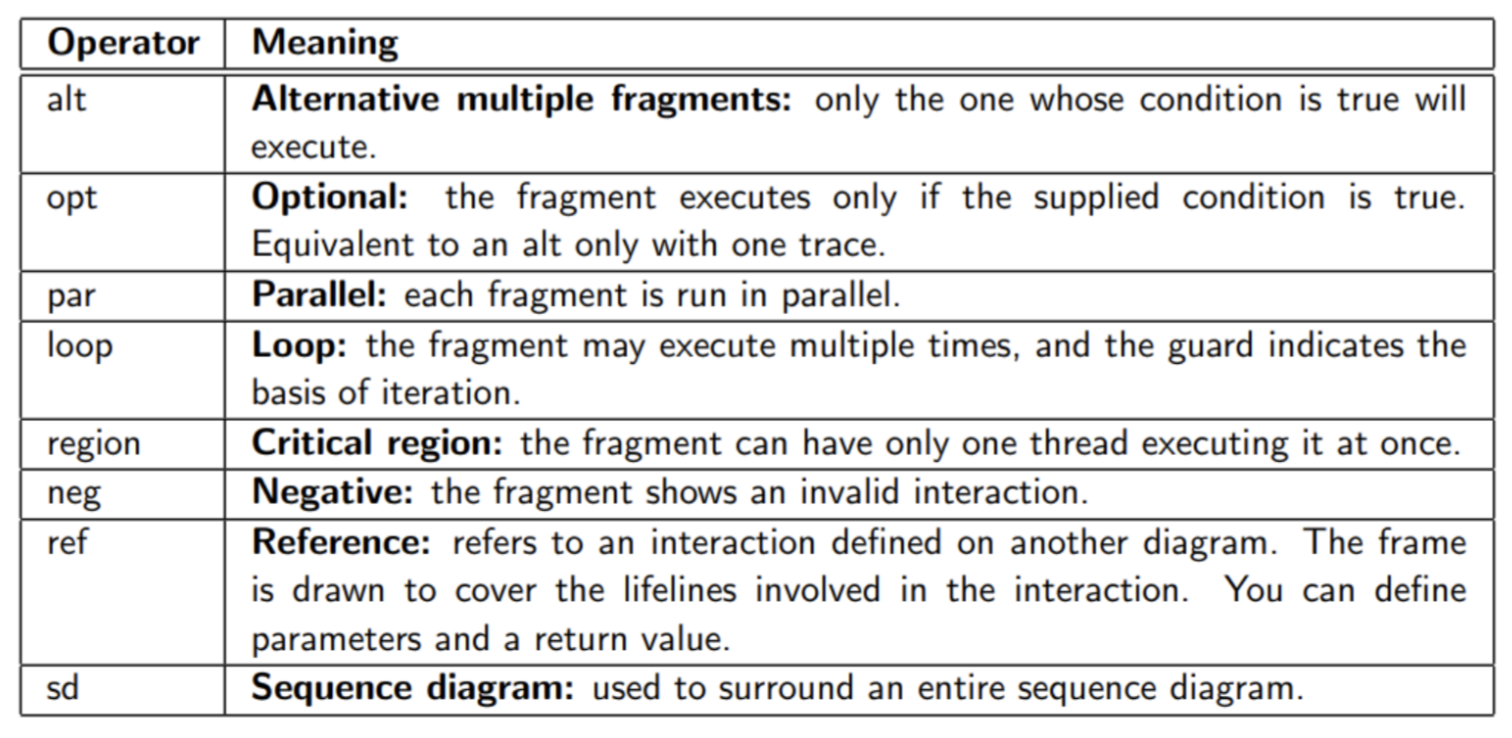 Operator Meaning
alt Alternative multiple fragments: only the one whose condition is true will
execute.
opt Optional: the fragment executes only if the supplied condition is true.
Equivalent to an alt only with one trace.
par Parallel: each fragment is run in parallel.
loop Loop: the fragment may execute multiple times, and the guard indicates the
basis of iteration.
region Critical region: the fragment can have only one thread executing it at once.
neg Negative: the fragment shows an invalid interaction.
ref Reference: refers to an interaction defined on another diagram. The frame
is drawn to cover the lifelines involved in the interaction. You can define
parameters and a return value.
sd Sequence diagram: used to surround an entire sequence diagram.